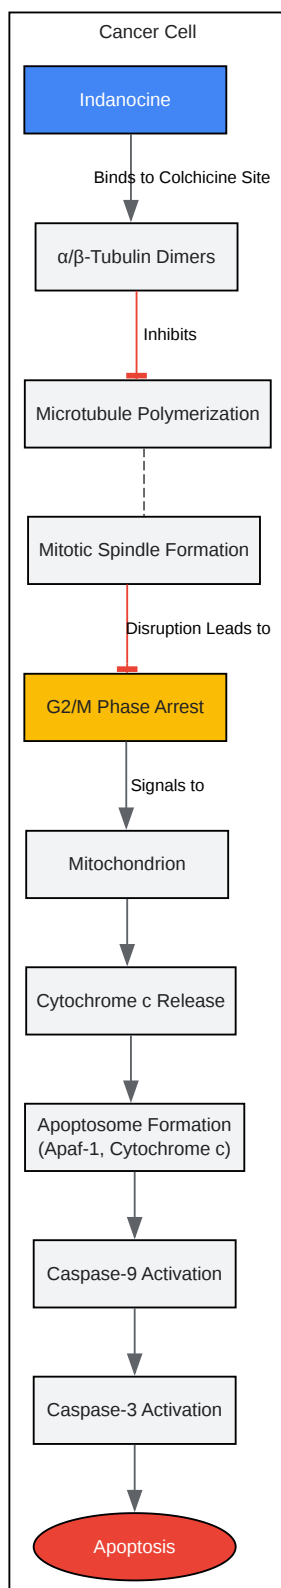 Cancer Cell
Indanocine
Binds to Colchicine Site
α/β-Tubulin Dimers
Inhibits
Microtubule Polymerization
Mitotic Spindle Formation
Disruption Leads to
G2/M Phase Arrest
Signals to
Mitochondrion
Cytochrome c Release
Apoptosome Formation
(Apaf-1, Cytochrome c)
Caspase-9 Activation
Caspase-3 Activation
Apoptosis